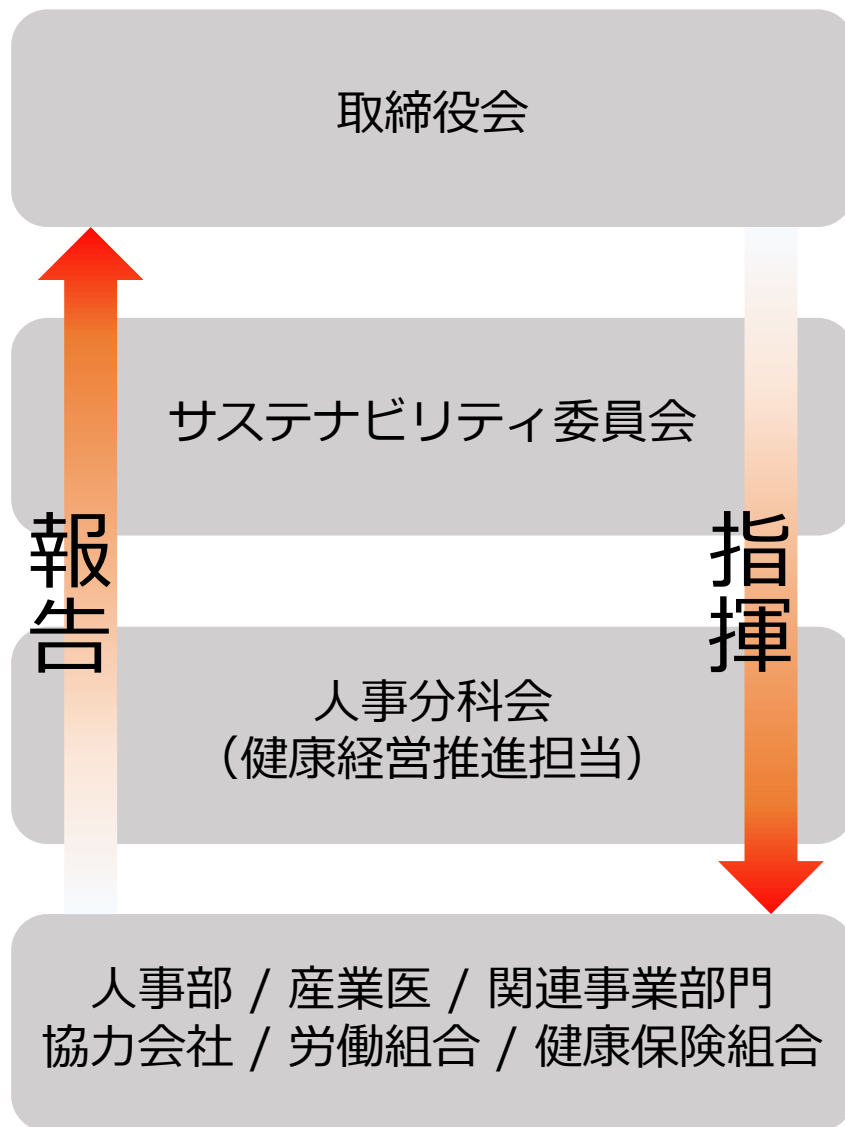 取締役会
サステナビリティ委員会
報告
指揮
人事分科会
（健康経営推進担当）
人事部 / 産業医 / 関連事業部門
協力会社 / 労働組合 / 健康保険組合